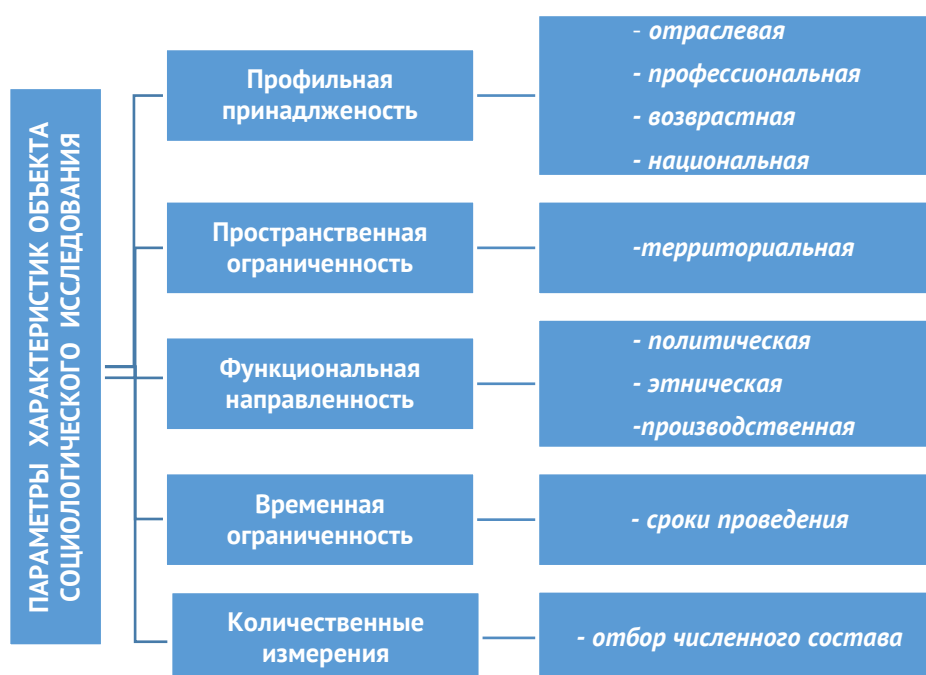 ПАРАМЕТРЫ ХАРАКТЕРИСТИК ОБЪЕКТА
СОЦИОЛОГИЧЕСКОГО ИССЛЕДОВАНИЯ
Профильная
принадлженость
- отраслевая
- профессиональная
- возврастная
- национальная
Пространственная
ограниченность
-территориальная
Функциональная
направленность
- политическая
- этническая
-производственная
Временная
ограниченность
- сроки проведения
Количественные
измерения
- отбор численного состава